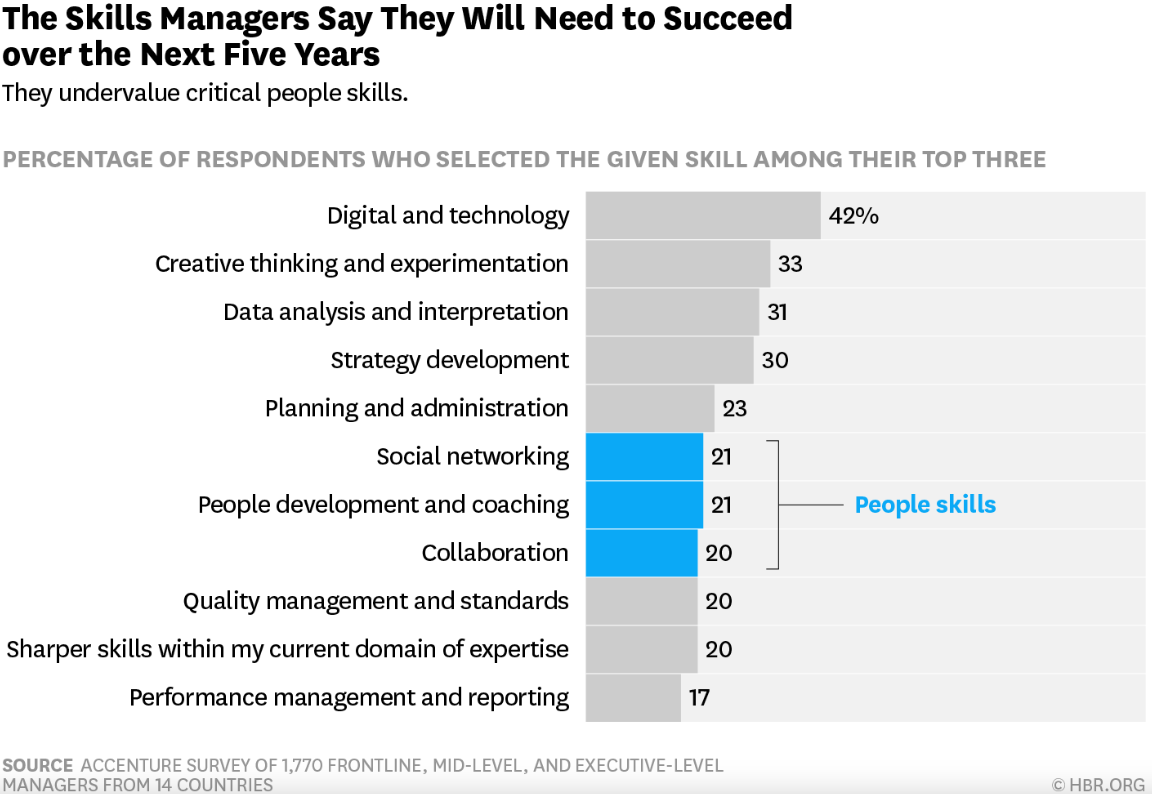 The Skills Managers Say They Will Need to Succeed
over the Next Five Years
They undervalue critical people skills.
PERCENTAGE OF RESPONDENTS WHO SELECTED THE GIVEN SKILL AMONG THEIR TOP THREE
Digital and technology 42%
Creative thinking and experimentation 33
Data analysis and interpretation 31
Strategy development 30
Planning and administration 23
Social networking 21
People development and coaching 21 People skills
Collaboration 20
Quality management and standards 20
Sharper skills within my current domain of expertise 20
Performance management and reporting 17
SOURCE ACCENTURE SURVEY OF 1,770 FRONTLINE, MID-LEVEL, AND EXECUTIVE-LEVEL
MANAGERS FROM 14 COUNTRIES © HBR.ORG